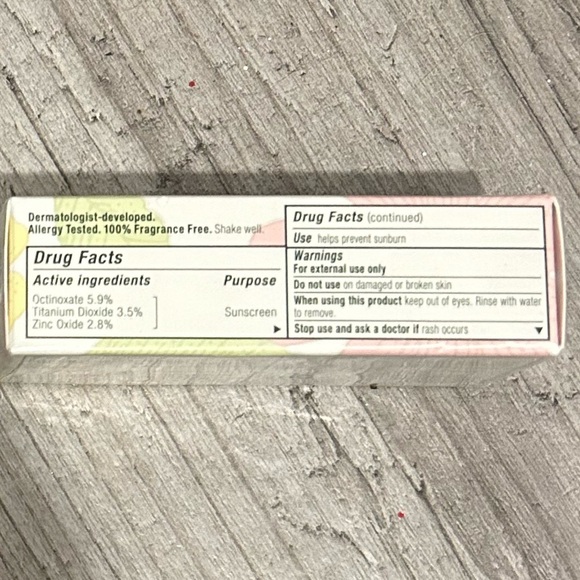 Dermatologist-developed.
Allergy Tested. 100% Fragrance Free. Shake well.
Drug Facts
Active ingredients Purpose
Octinoxate 5.9%
Titanium Dioxide 3.5% Sunscreen
Zinc Oxide 2.8%
Drug Facts (continued)
Use helps prevent sunburn
Warnings
For external use only
Do not use on damaged or broken skin
When using this product keep out of eyes. Rinse with water
to remove.
Stop use and ask a doctor if rash occurs